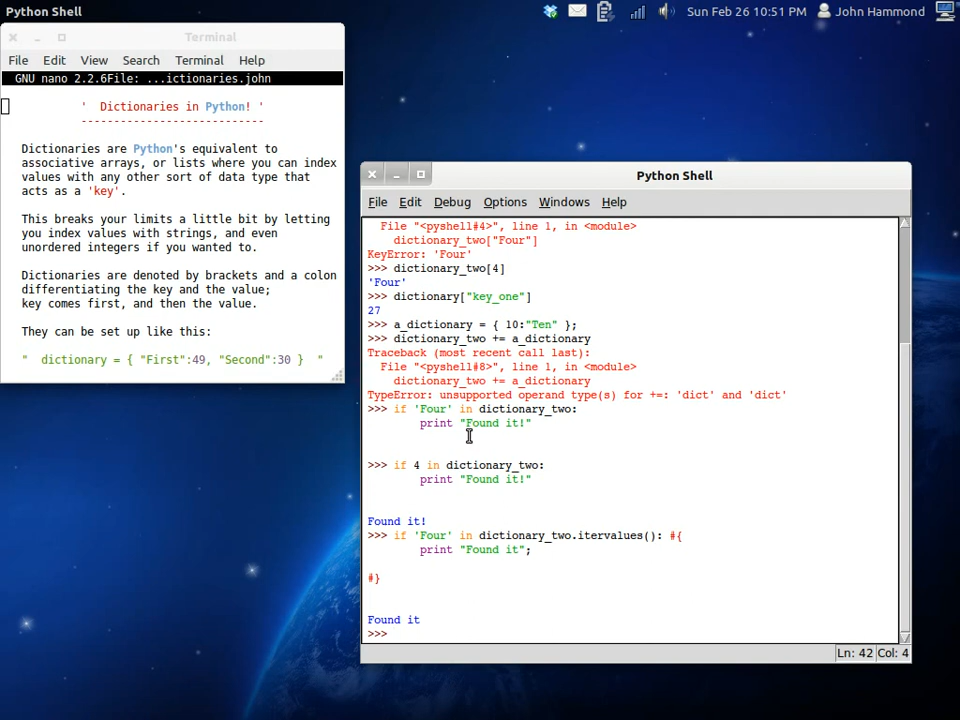 Python Shell
Sun Feb 26 10:51 PM
John Hammond
Terminal
File Edit View Search Terminal Help
GNU nano 2.2.6File: ...ictionaries.john
'  Dictionaries in Python! '
---------------------------
Dictionaries are Python's equivalent to
associative arrays, or lists where you can index
values with any other sort of data type that
acts as a 'key'.
This breaks your limits a little bit by letting
you index values with strings, and even
unordered integers if you wanted to.
Dictionaries are denoted by brackets and a colon
differentiating the key and the value;
key comes first, and then the value.
They can be set up like this:
"  dictionary = { "First":49, "Second":30 }  "
Python Shell
File Edit Debug Options Windows Help
File "<pyshell#4>", line 1, in <module>
dictionary_two["Four"]
KeyError: 'Four'
>>> dictionary_two[4]
'Four'
>>> dictionary["key_one"]
27
>>> a_dictionary = { 10:"Ten" };
>>> dictionary_two += a_dictionary
Traceback (most recent call last):
File "<pyshell#8>", line 1, in <module>
dictionary_two += a_dictionary
TypeError: unsupported operand type(s) for +=: 'dict' and 'dict'
>>> if 'Four' in dictionary_two:
print "Found it!"
>>> if 4 in dictionary_two:
print "Found it!"
Found it!
>>> if 'Four' in dictionary_two.itervalues(): #{
print "Found it";
#}
Found it
>>>
Ln: 42 Col: 4